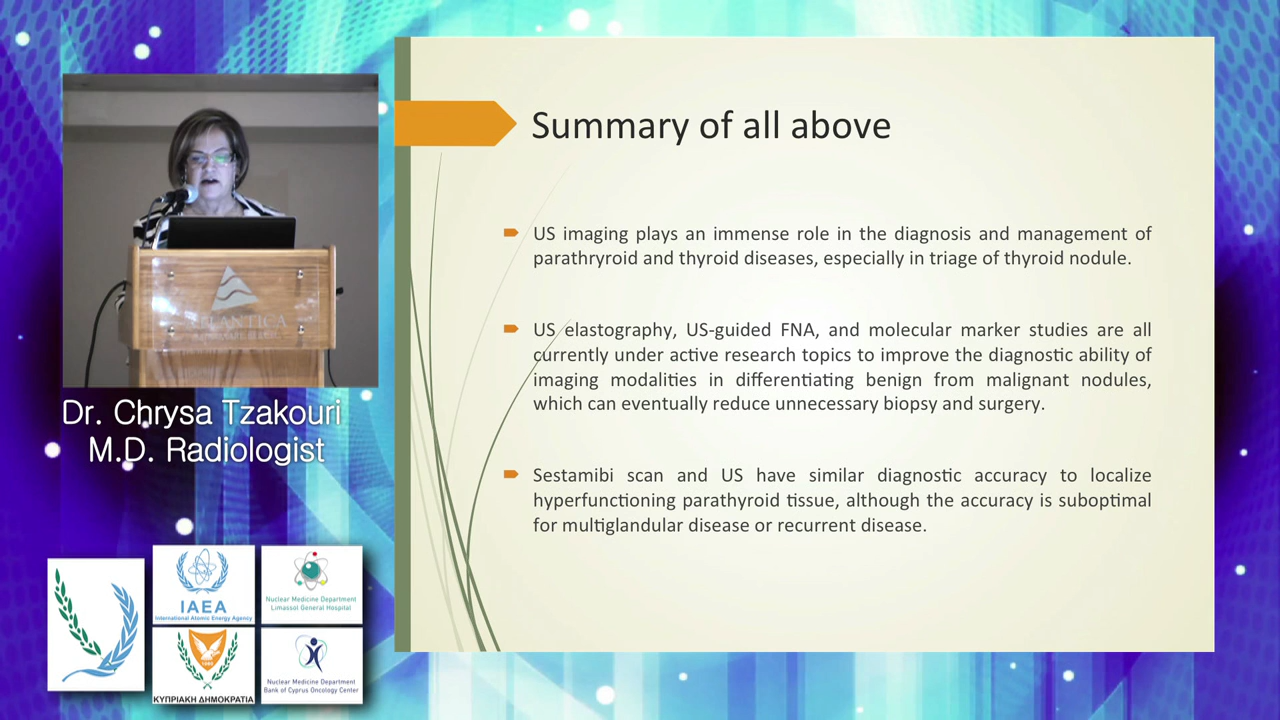 Summary of all above
US imaging plays an immense role in the diagnosis and management of
parathryroid and thyroid diseases, especially in triage of thyroid nodule.
US elastography, US-guided FNA, and molecular marker studies are all
currently under active research topics to improve the diagnostic ability of
imaging modalities in differentiating benign from malignant nodules,
which can eventually reduce unnecessary biopsy and surgery.
Sestamibi scan and US have similar diagnostic accuracy to localize
hyperfunctioning parathyroid tissue, although the accuracy is suboptimal
for multiglandular disease or recurrent disease.
ATLANTICA
Dr. Chrysa Tzakouri
M.D. Radiologist
IAEA
International Atomic Energy Agency
Nuclear Medicine Department
Limassol General Hospital
1960
ΚΥΠΡΙΑΚΗ ΔΗΜΟΚΡΑΤΙΑ
Nuclear Medicine Department
Bank of Cyprus Oncology Center